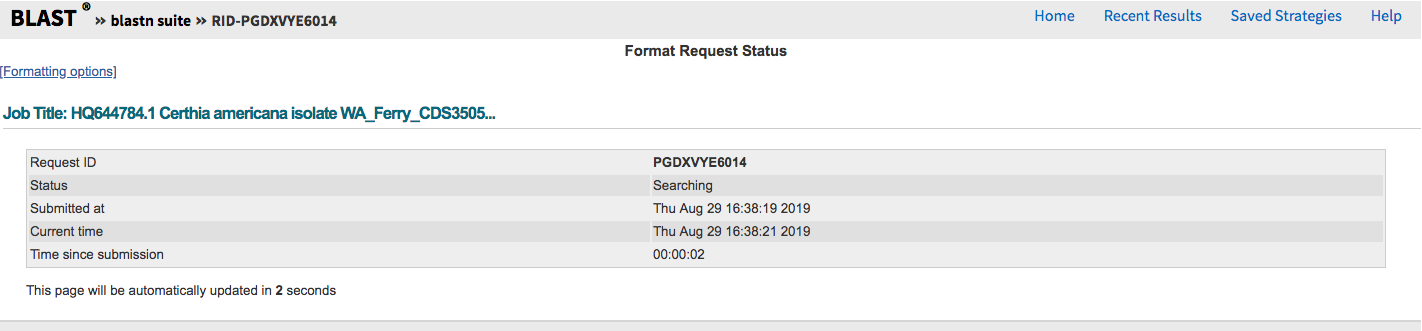 BLAST ® » blastn suite » RID-PGDXVYE6014 Home Recent Results Saved Strategies Help
Format Request Status
[Formatting options]
Job Title: HQ644784.1 Certhia americana isolate WA_Ferry_CDS3505...
Request ID PGDXVYE6014
Status Searching
Submitted at Thu Aug 29 16:38:19 2019
Current time Thu Aug 29 16:38:21 2019
Time since submission 00:00:02
This page will be automatically updated in 2 seconds